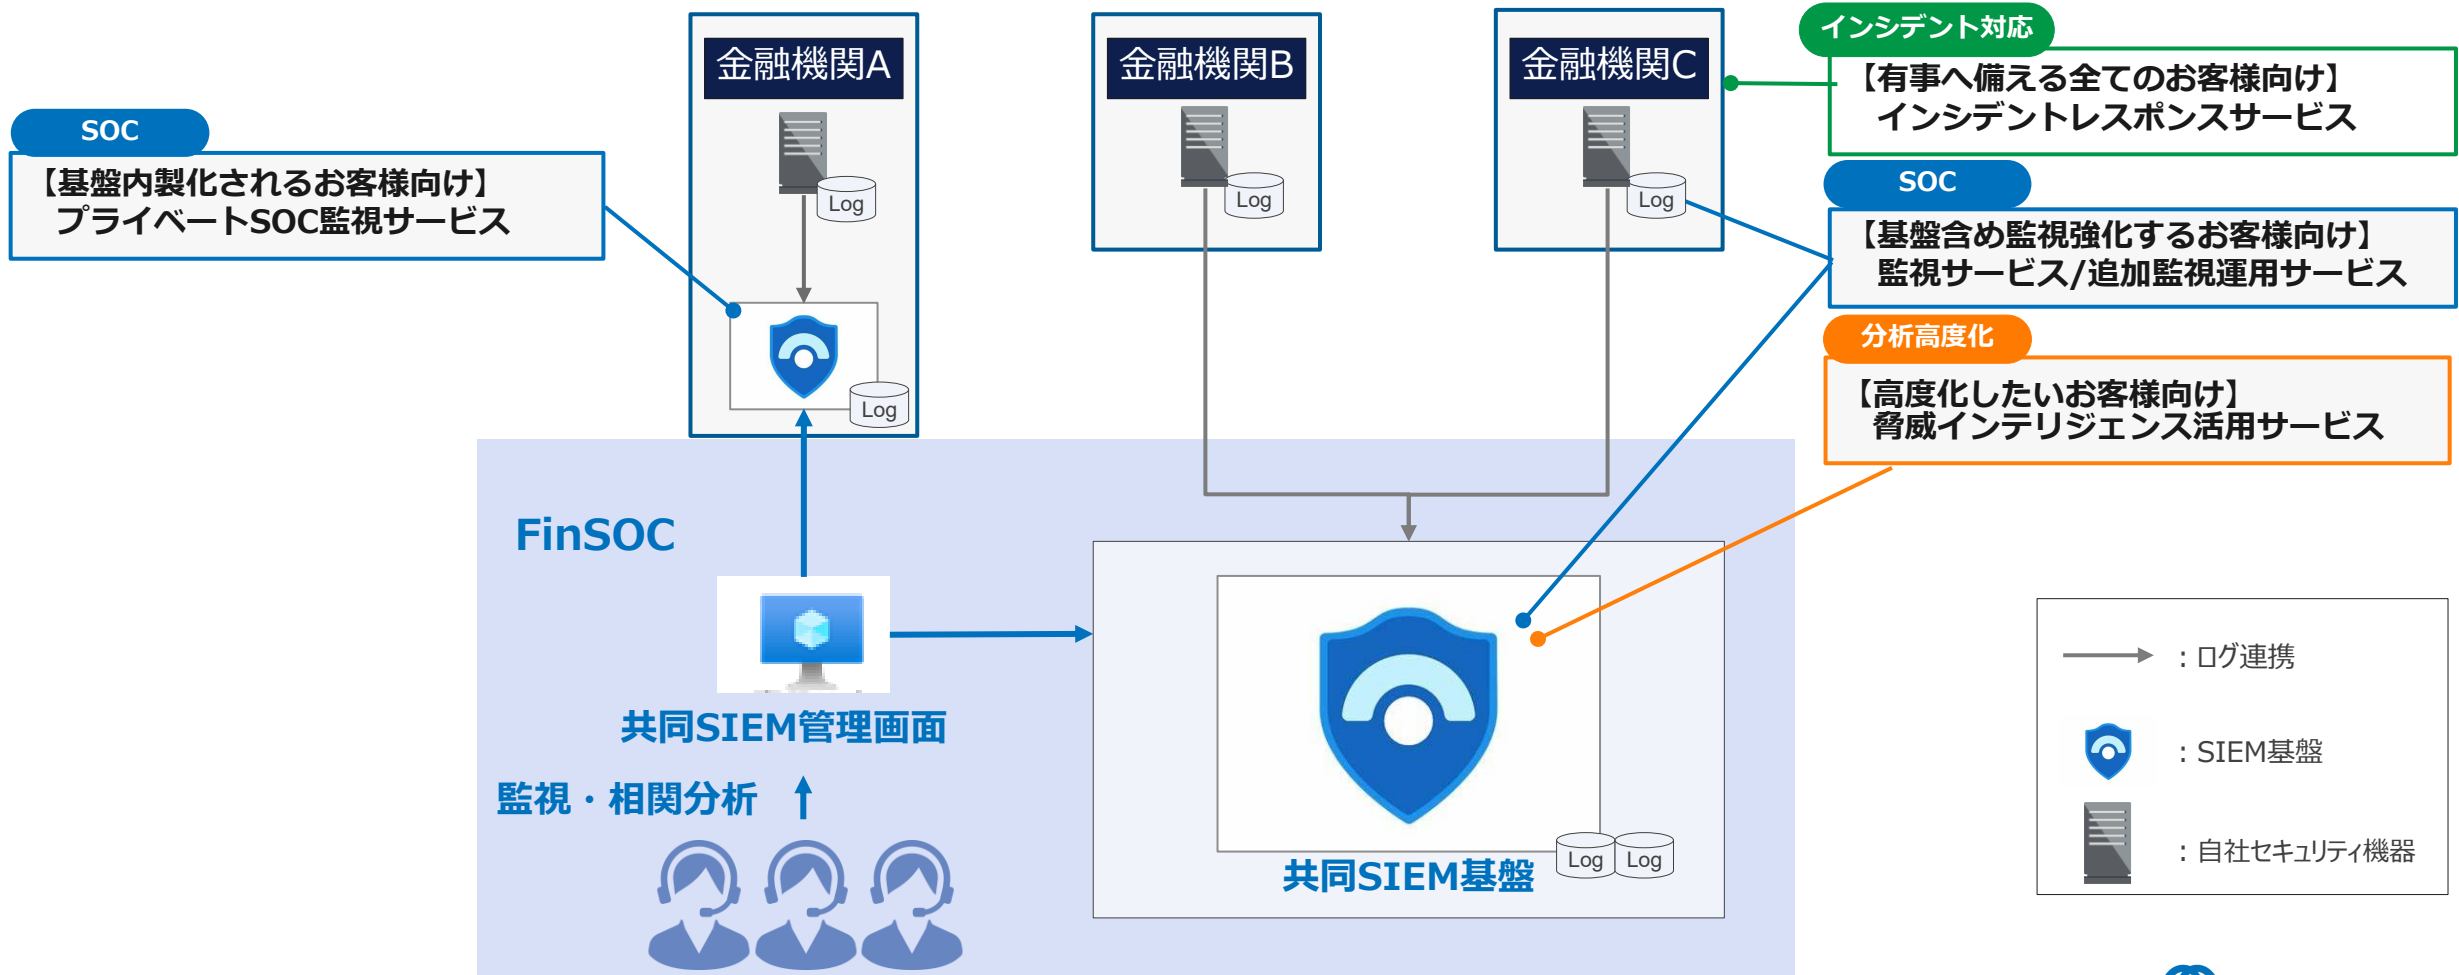 金融機関A
金融機関B
金融機関C
インシデント対応
【有事へ備える全てのお客様向け】
インシデントレスポンスサービス
SOC
【基盤内製化されるお客様向け】
プライベートSOC監視サービス
Log
Log
Log
SOC
【基盤含め監視強化するお客様向け】
監視サービス/追加監視運用サービス
分析高度化
【高度化したいお客様向け】
脅威インテリジェンス活用サービス
Log
FinSOC
共同SIEM管理画面
監視・相関分析
共同SIEM基盤
Log
Log
：ログ連携
：SIEM基盤
：自社セキュリティ機器